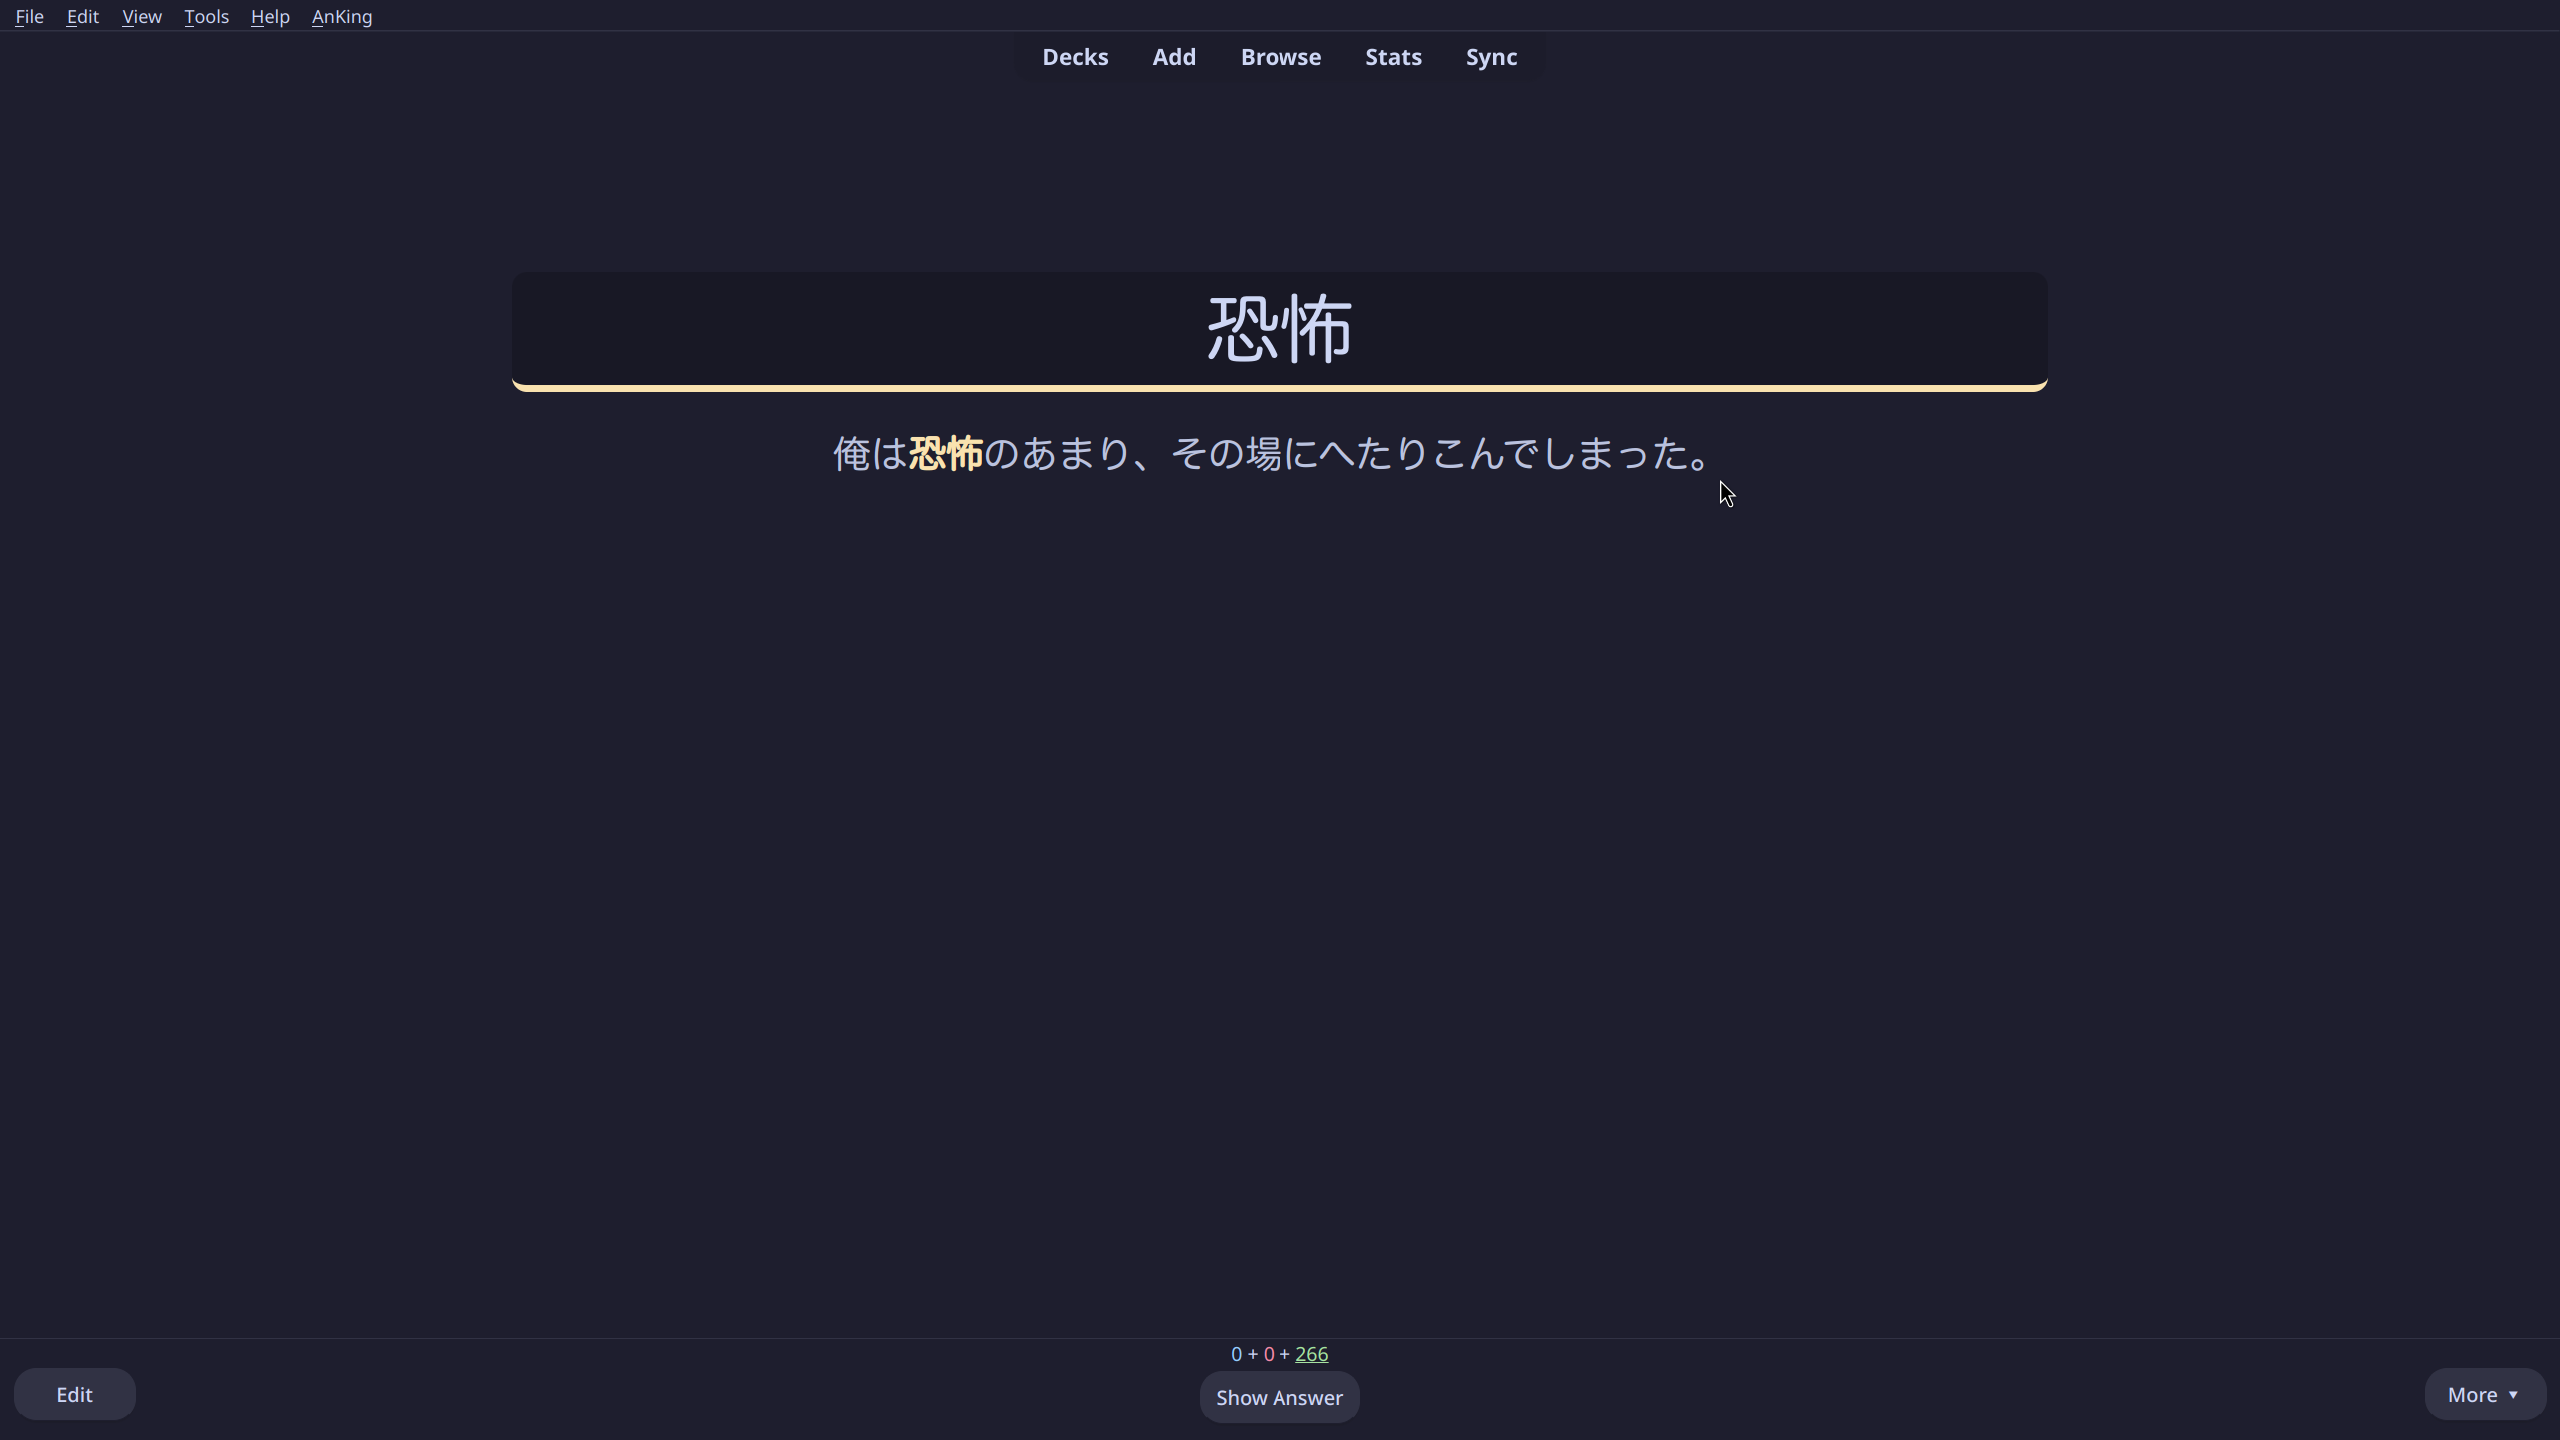 File Edit View Tools Help AnKing
Decks Add Browse Stats Sync
恐怖
俺は恐怖のあまり、その場にへたりこんでしまった。
0 + 0 + 266
Edit Show Answer More ▼